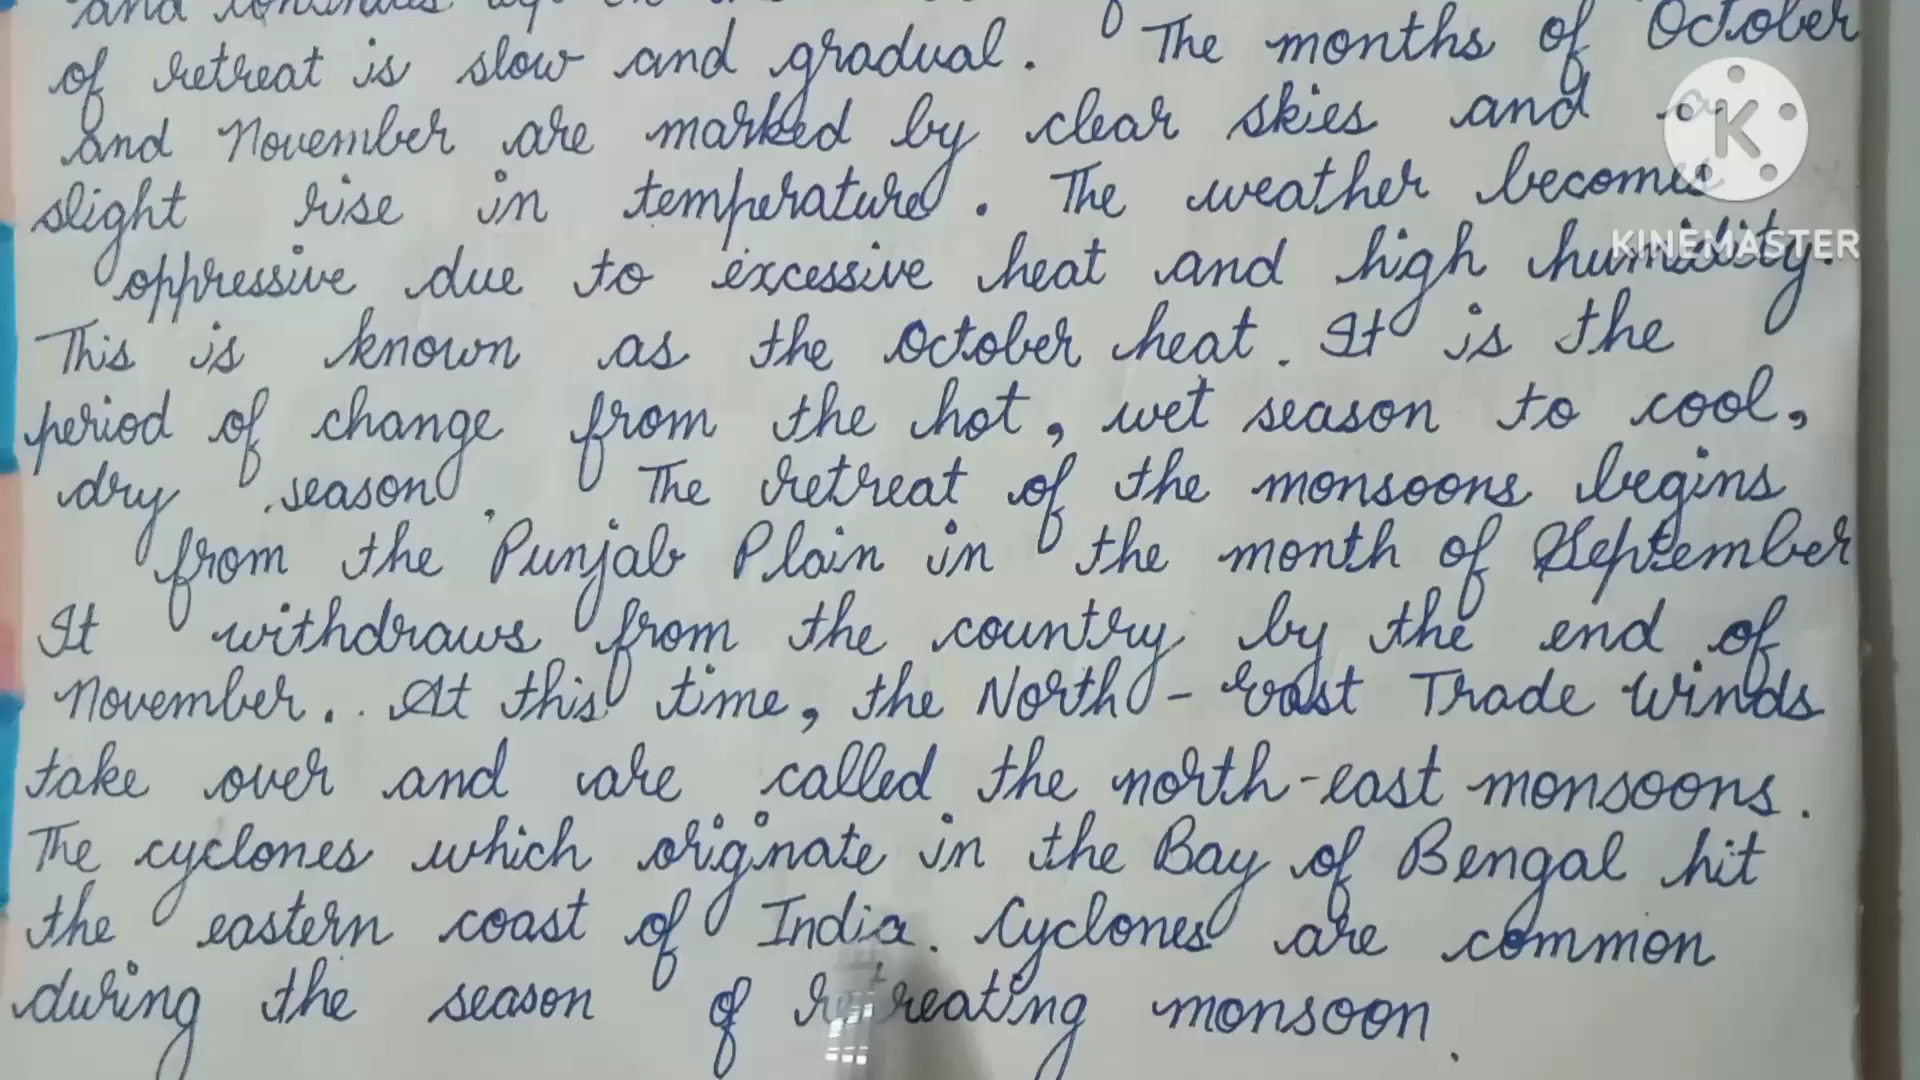 and continues
of retreat is slow and gradual. The months of October
and November are marked by clear skies and a
slight rise in temperature. The weather becomes
oppressive due to excessive heat and high humidity.
This is known as the October heat. It is the
period of change from the hot, wet season to cool,
dry season. The retreat of the monsoons begins
from the Punjab Plain in the month of September
It withdraws from the country by the end of
November. At this time, the North-East Trade Winds
take over and are called the north-east monsoons.
The cyclones which originate in the Bay of Bengal hit
the eastern coast of India. Cyclones are common
during the season of retreating monsoon.
K
KINEMASTER